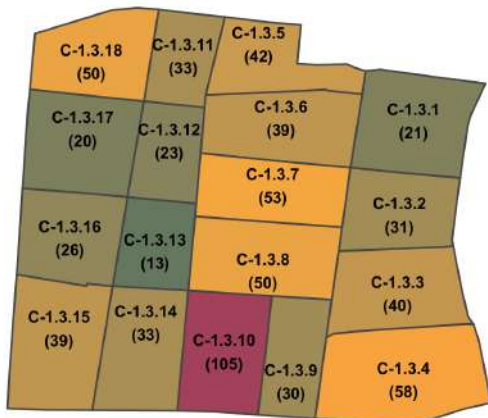 C-1.3.18
(50)
C-1.3.11
(33)
C-1.3.5
(42)
C-1.3.17
(20)
C-1.3.12
(23)
C-1.3.6
(39)
C-1.3.1
(21)
C-1.3.7
(53)
C-1.3.2
(31)
C-1.3.16
(26)
C-1.3.13
(13)
C-1.3.8
(50)
C-1.3.3
(40)
C-1.3.15
(39)
C-1.3.14
(33)
C-1.3.10
(105)
C-1.3.9
(30)
C-1.3.4
(58)